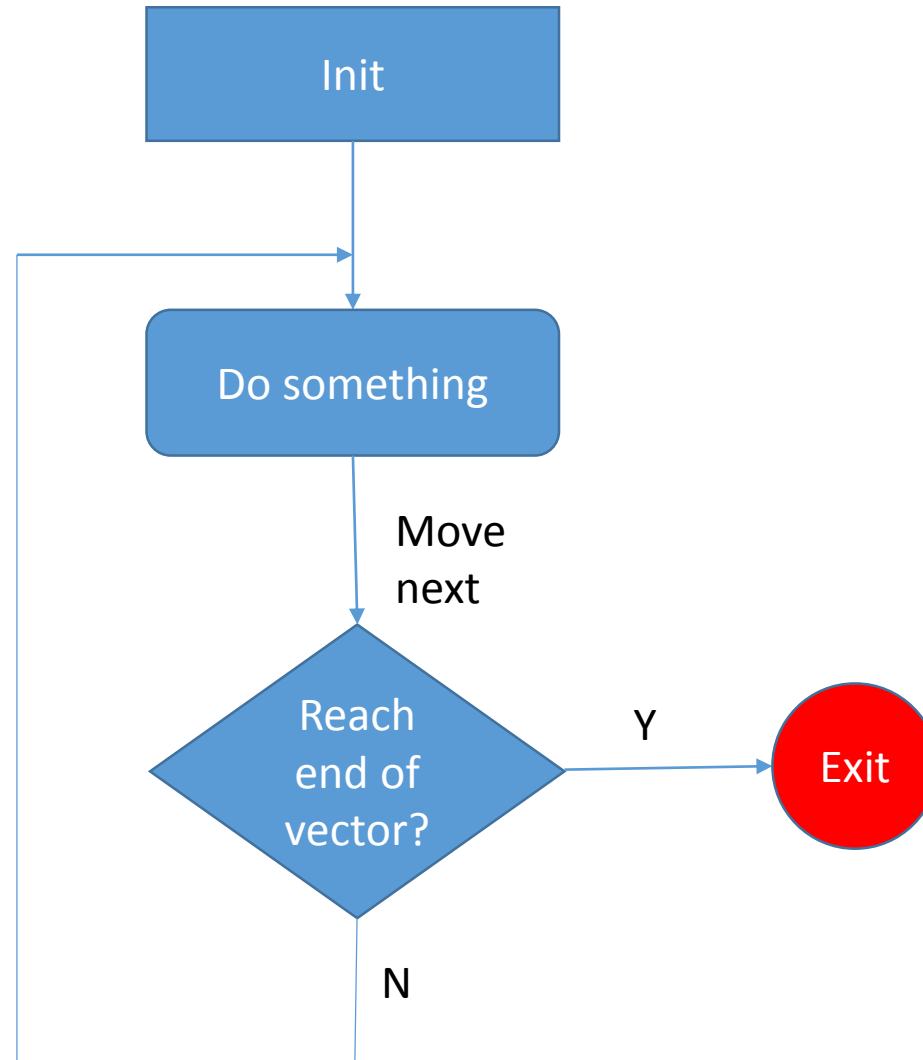 Init
Do something
Move
next
Reach
end of
vector?
Y
Exit
N